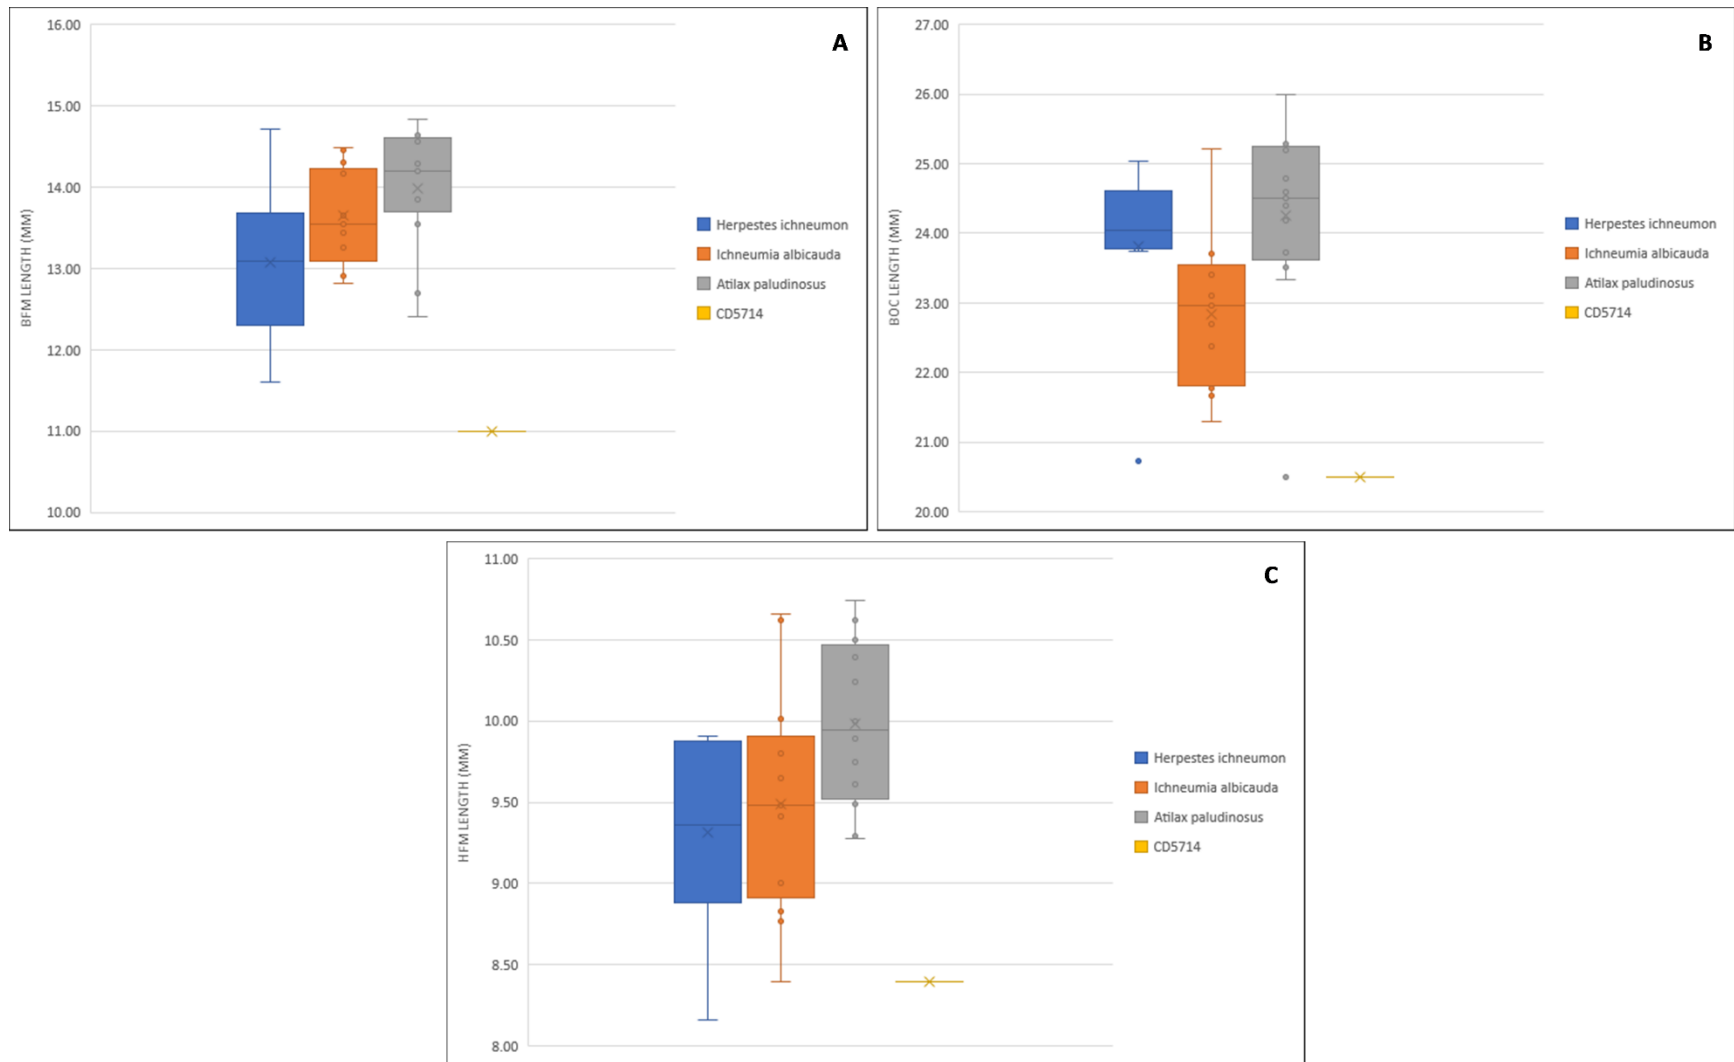 A
16.00
15.00
14.00
13.00
12.00
11.00
10.00
BFM LENGTH (MM)
Herpestes ichneumon
Ichneumia albicauda
Atilax paludinosus
CD5714
B
27.00
26.00
25.00
24.00
23.00
22.00
21.00
20.00
BOC LENGTH (MM)
Herpestes ichneumon
Ichneumia albicauda
Atilax paludinosus
CD5714
C
11.00
10.50
10.00
9.50
9.00
8.50
8.00
HFM LENGTH (MM)
Herpestes ichneumon
Ichneumia albicauda
Atilax paludinosus
CD5714